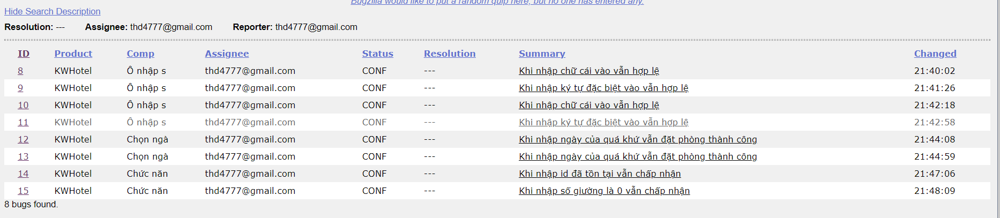 Bugzilla would like to put a random quip here, but no one has entered any.
Hide Search Description
Resolution: --- Assignee: thd4777@gmail.com Reporter: thd4777@gmail.com
ID Product Comp Assignee Status Resolution Summary Changed
8 KWHotel Ô nhập s thd4777@gmail.com CONF --- Khi nhập chữ cái vào vẫn hợp lệ 21:40:02
9 KWHotel Ô nhập s thd4777@gmail.com CONF --- Khi nhập ký tự đặc biệt vào vẫn hợp lệ 21:41:26
10 KWHotel Ô nhập s thd4777@gmail.com CONF --- Khi nhập chữ cái vào vẫn hợp lệ 21:42:18
11 KWHotel Ô nhập s thd4777@gmail.com CONF --- Khi nhập ký tự đặc biệt vào vẫn hợp lệ 21:42:58
12 KWHotel Chọn ngà thd4777@gmail.com CONF --- Khi nhập ngày của quá khứ vẫn đặt phòng thành công 21:44:08
13 KWHotel Chọn ngà thd4777@gmail.com CONF --- Khi nhập ngày của quá khứ vẫn đặt phòng thành công 21:44:59
14 KWHotel Chức năn thd4777@gmail.com CONF --- Khi nhập id đã tồn tại vẫn chấp nhận 21:47:06
15 KWHotel Chức năn thd4777@gmail.com CONF --- Khi nhập số giường là 0 vẫn chấp nhận 21:48:09
8 bugs found.